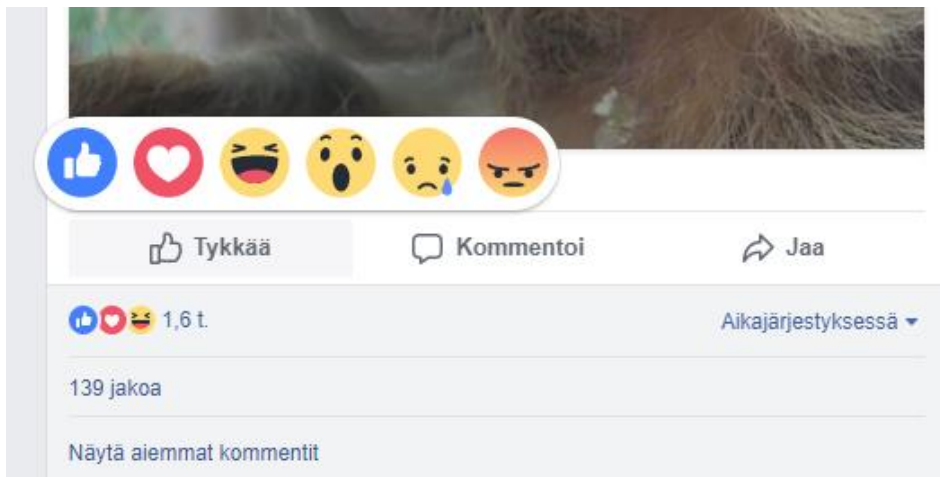 Tykkää Kommentoi Jaa
1,6 t. Aikajärjestyksessä
139 jakoa
Näytä aiemmat kommentit